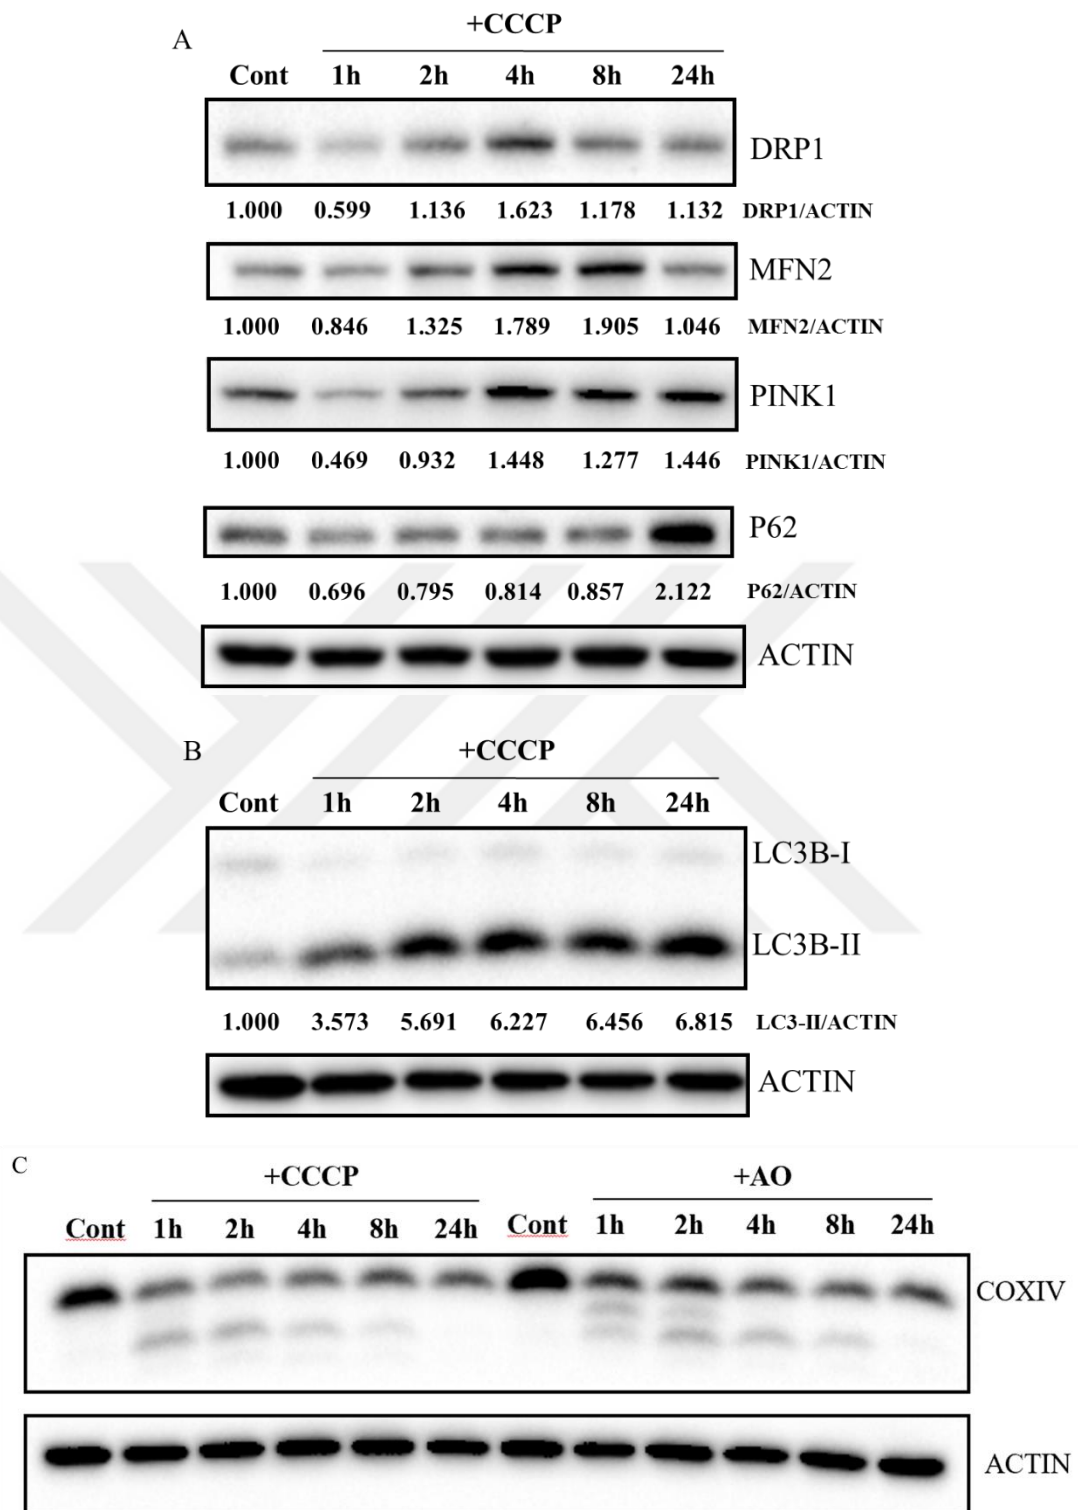 A
+CCCP
Cont 1h 2h 4h 8h 24h
DRP1
1.000 0.599 1.136 1.623 1.178 1.132 DRP1/ACTIN
MFN2
1.000 0.846 1.325 1.789 1.905 1.046 MFN2/ACTIN
PINK1
1.000 0.469 0.932 1.448 1.277 1.446 PINK1/ACTIN
P62
1.000 0.696 0.795 0.814 0.857 2.122 P62/ACTIN
ACTIN
B
+CCCP
Cont 1h 2h 4h 8h 24h
LC3B-I
LC3B-II
1.000 3.573 5.691 6.227 6.456 6.815 LC3-II/ACTIN
ACTIN
C
+CCCP +AO
Cont 1h 2h 4h 8h 24h Cont 1h 2h 4h 8h 24h
COXIV
ACTIN